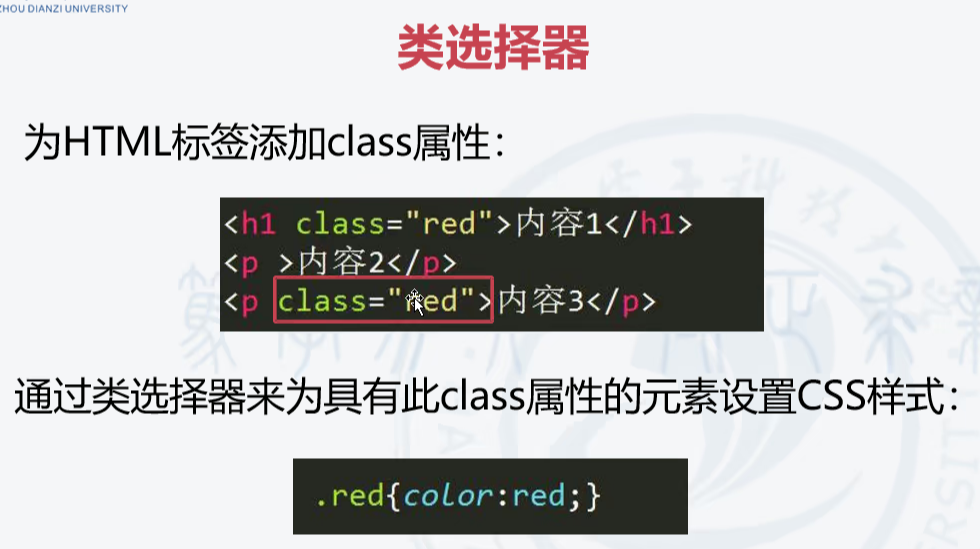 ZHOU DIANZI UNIVERSITY
类选择器
为HTML标签添加class属性：
<h1 class="red">内容1</h1>
<p >内容2</p>
<p class="red">内容3</p>
通过类选择器来为具有此class属性的元素设置CSS样式：
.red{color:red;}